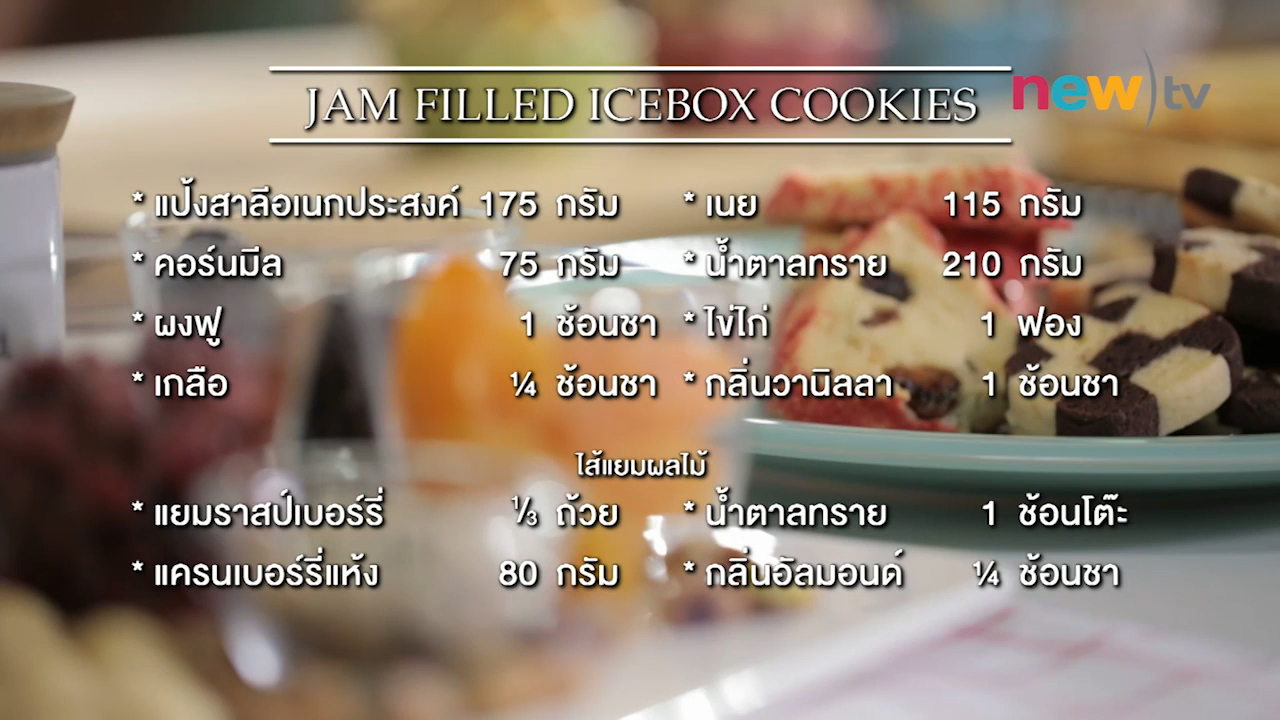 JAM FILLED ICEBOX COOKIES
new)tv
* แป้งสาลีอเนกประสงค์ 175 กรัม * เนย 115 กรัม
* คอร์นมีล 75 กรัม * น้ำตาลทราย 210 กรัม
* ผงฟู 1 ช้อนชา * ไข่ไก่ 1 ฟอง
* เกลือ ¼ ช้อนชา * กลิ่นวานิลลา 1 ช้อนชา
ไส้แยมผลไม้
* แยมราสป์เบอร์รี่ ⅓ ถ้วย * น้ำตาลทราย 1 ช้อนโต๊ะ
* แครนเบอร์รี่แห้ง 80 กรัม * กลิ่นอัลมอนด์ ¼ ช้อนชา